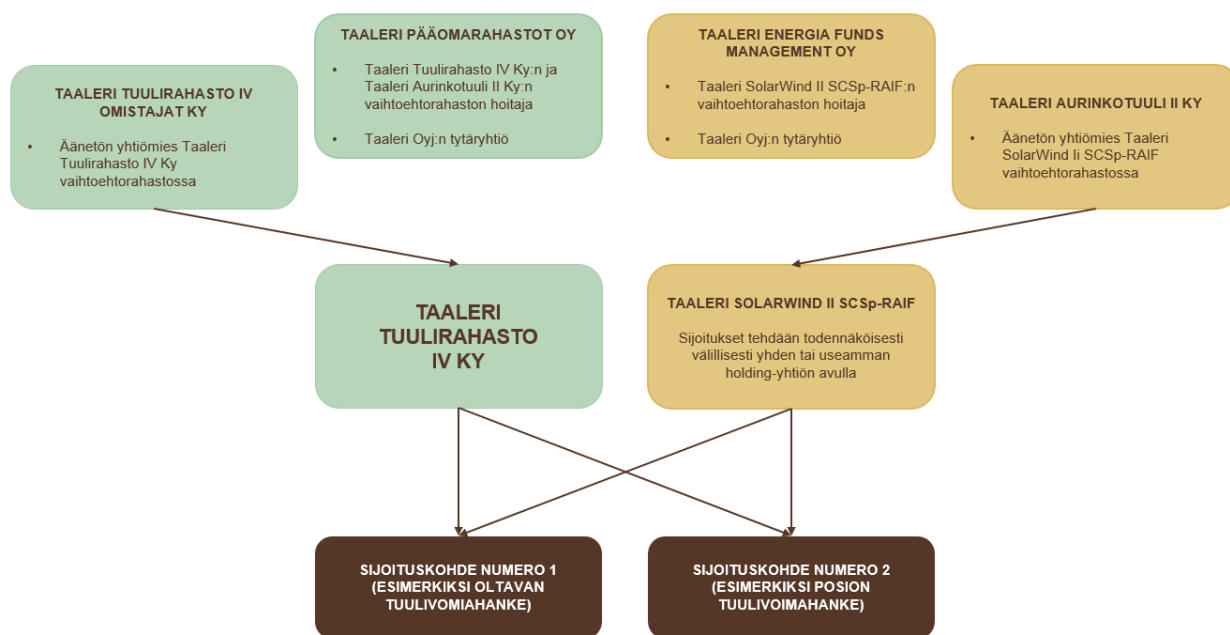 TAALERI TUULIRAHASTO IV
OMISTAJAT KY
• Äänetön yhtiömies Taaleri
Tuulirahasto IV Ky
vaihtoehtorahastossa
TAALERI PÄÄOMARAHASTOT OY
• Taaleri Tuulirahasto IV Ky:n ja
Taaleri Aurinkotuuli II Ky:n
vaihtoehtorahaston hoitaja
• Taaleri Oyj:n tytäryhtiö
TAALERI ENERGIA FUNDS
MANAGEMENT OY
• Taaleri SolarWind II SCSp-RAIF:n
vaihtoehtorahaston hoitaja
• Taaleri Oyj:n tytäryhtiö
TAALERI AURINKOTUULI II KY
• Äänetön yhtiömies Taaleri
SolarWind Ii SCSp-RAIF
vaihtoehtorahastossa
TAALERI
TUULIRAHASTO
IV KY
TAALERI SOLARWIND II SCSp-RAIF
Sijoitukset tehdään todennäköisesti
välillisesti yhden tai useamman
holding-yhtiön avulla
SIJOITUSKOHDE NUMERO 1
(ESIMERKIKSI OLTAVAN
TUULIVOMIAHANKE)
SIJOITUSKOHDE NUMERO 2
(ESIMERKIKSI POSION
TUULIVOIMAHANKE)